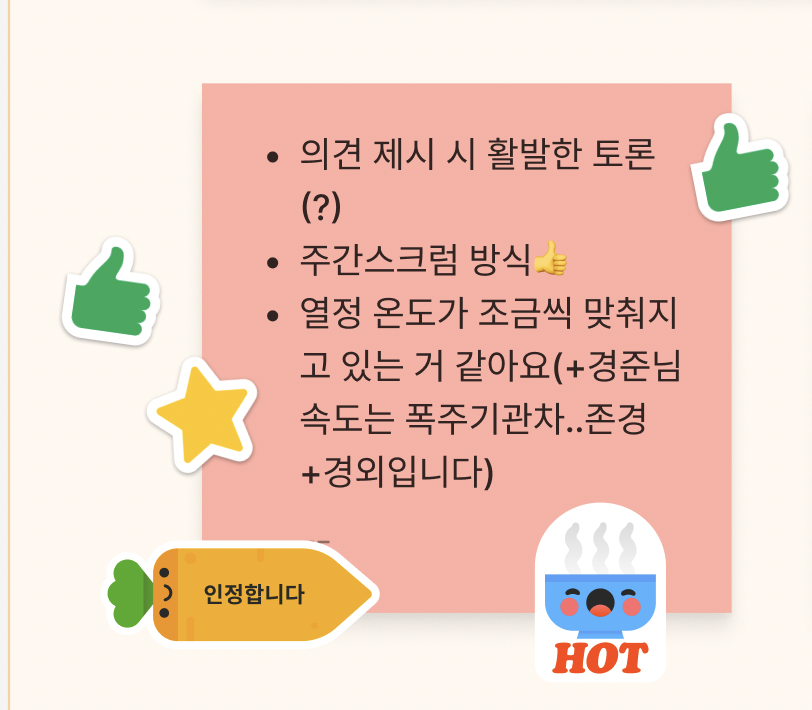 • 의견 제시 시 활발한 토론
(?)
• 주간스크럼 방식👍
• 열정 온도가 조금씩 맞춰지
고 있는 거 같아요(+경준님
속도는 폭주기관차..존경
+경외입니다)
인정합니다
HOT